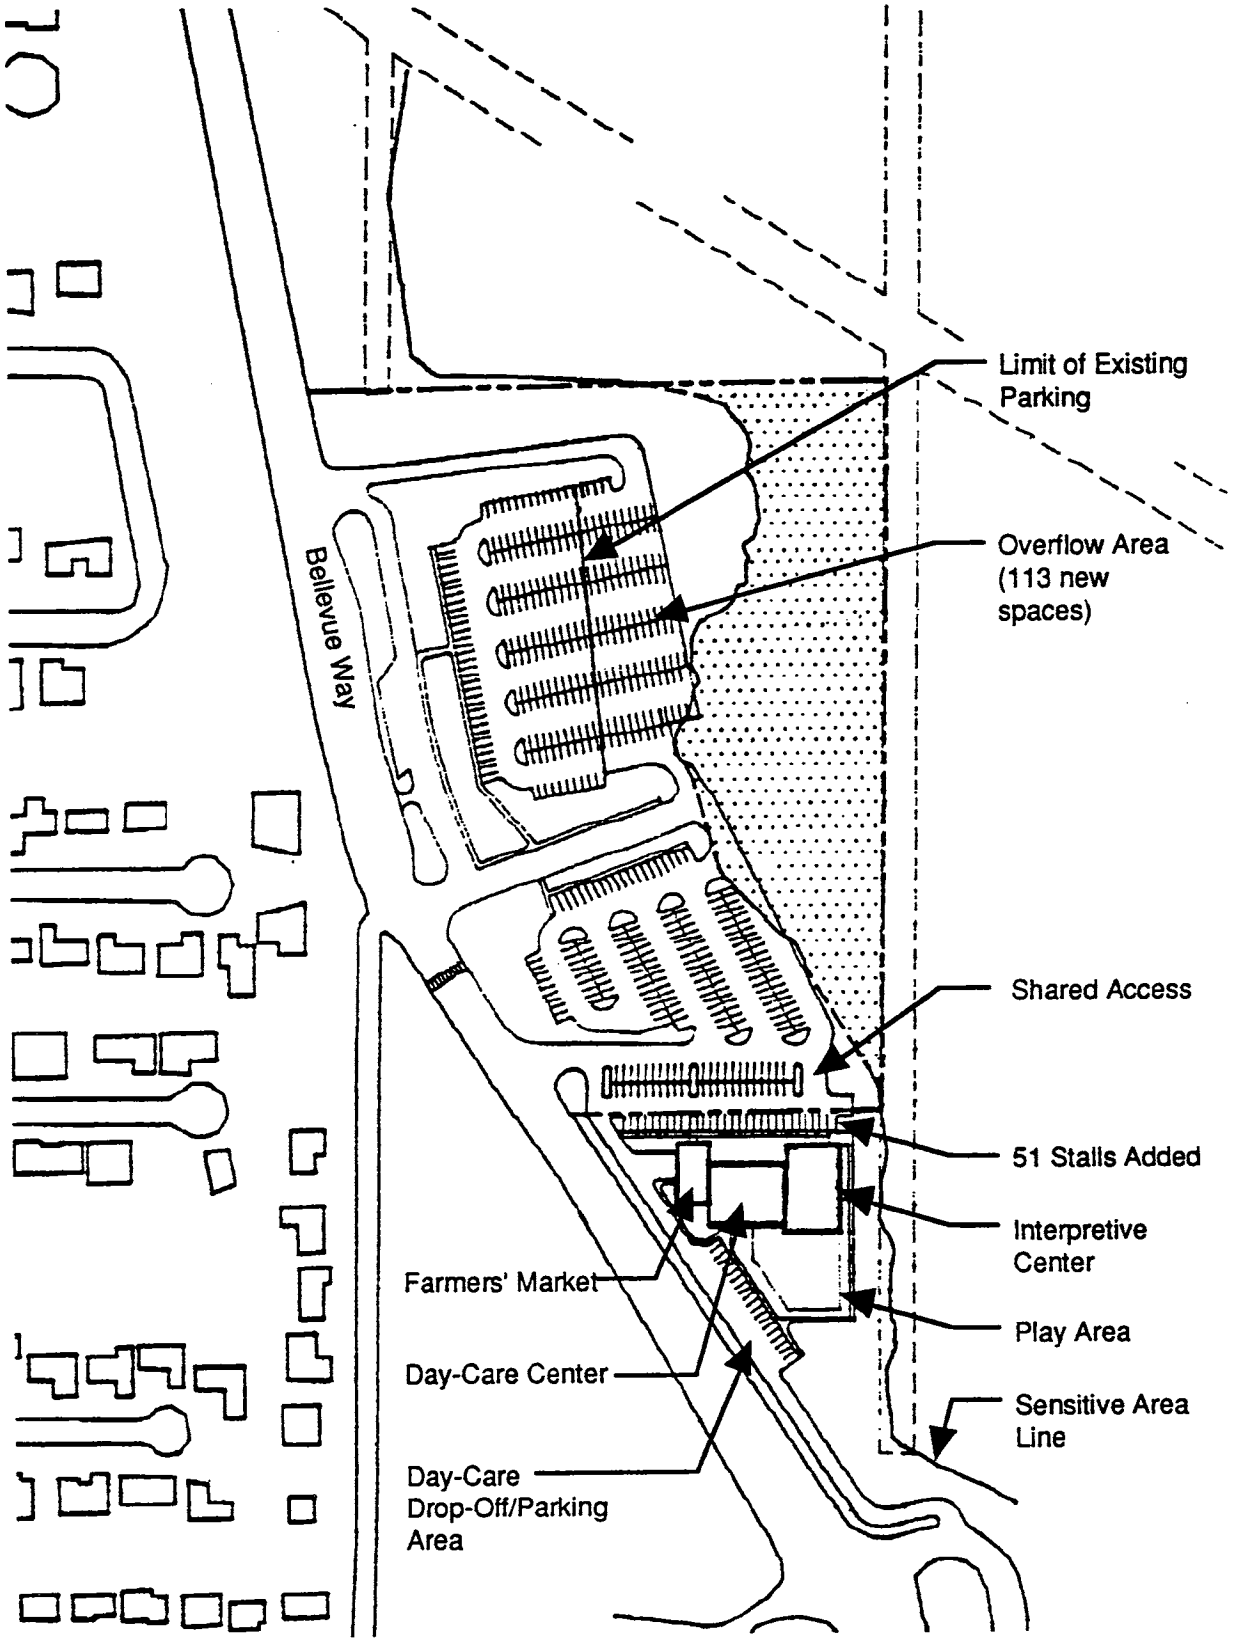 Limit of Existing
Parking
Overflow Area
(113 new
spaces)
Bellevue Way
Shared Access
51 Stalls Added
Interpretive
Center
Farmers' Market
Play Area
Day-Care Center
Sensitive Area
Line
Day-Care
Drop-Off/Parking
Area